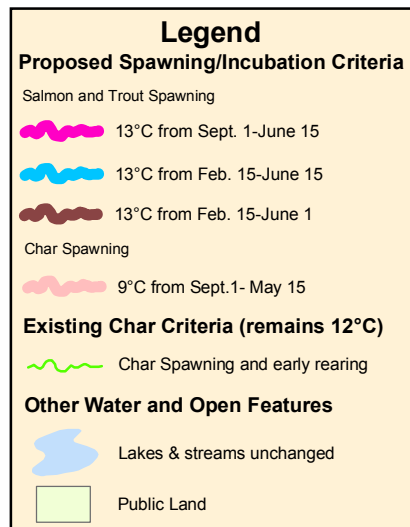 Legend
Proposed Spawning/Incubation Criteria
Salmon and Trout Spawning
13°C from Sept. 1-June 15
13°C from Feb. 15-June 15
13°C from Feb. 15-June 1
Char Spawning
9°C from Sept.1- May 15
Existing Char Criteria (remains 12°C)
Char Spawning and early rearing
Other Water and Open Features
Lakes & streams unchanged
Public Land